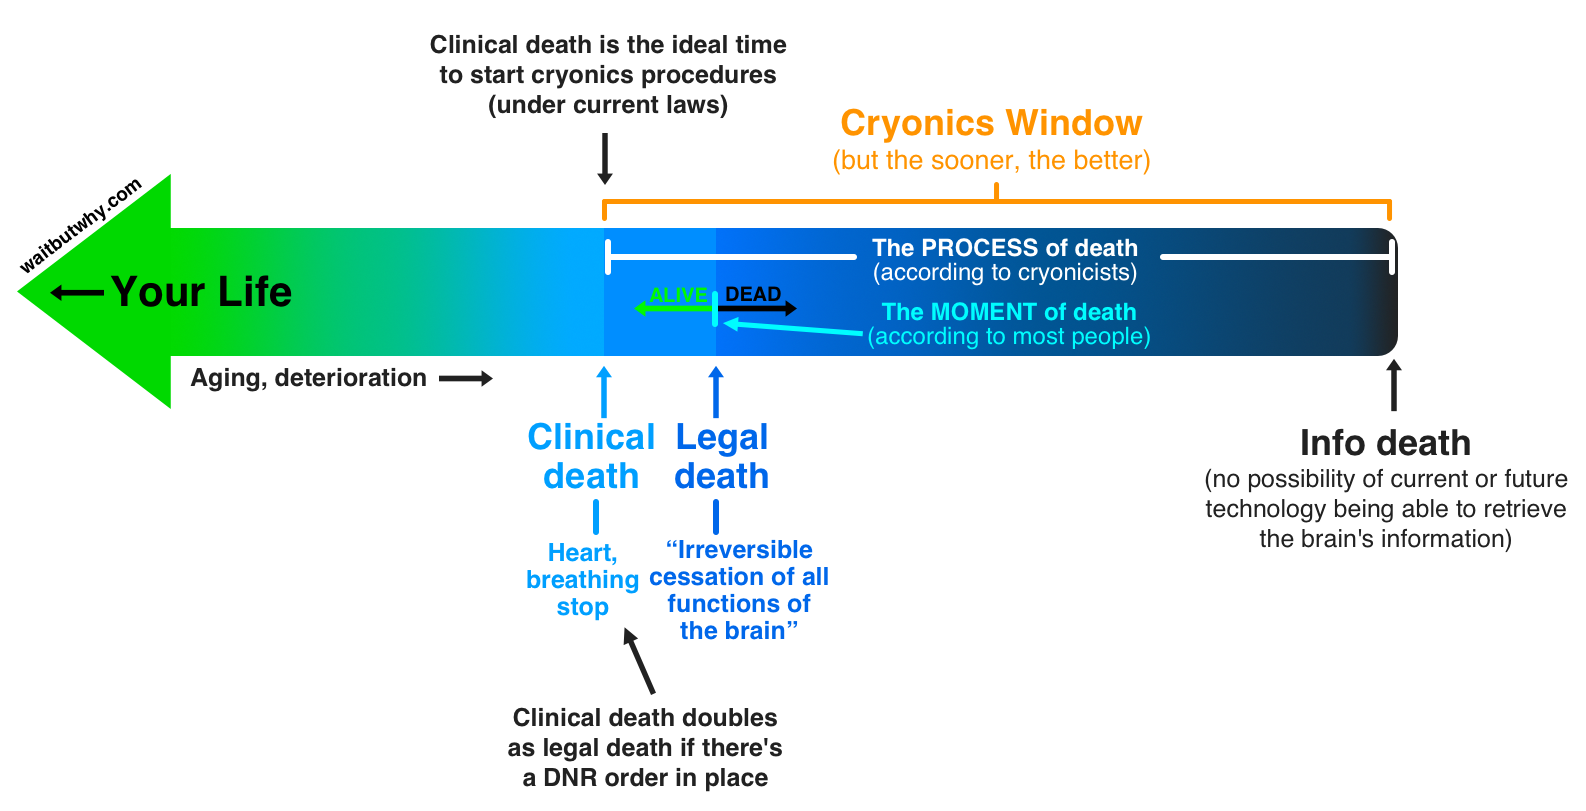 Clinical death is the ideal time
to start cryonics procedures
(under current laws)
Cryonics Window
(but the sooner, the better)
waitbutwhy.com
Your Life
The PROCESS of death
(according to cryonicists)
ALIVE
DEAD
The MOMENT of death
(according to most people)
Aging, deterioration
Clinical
death
Heart,
breathing
stop
Legal
death
“Irreversible
cessation of all
functions of
the brain”
Info death
(no possibility of current or future
technology being able to retrieve
the brain's information)
Clinical death doubles
as legal death if there's
a DNR order in place